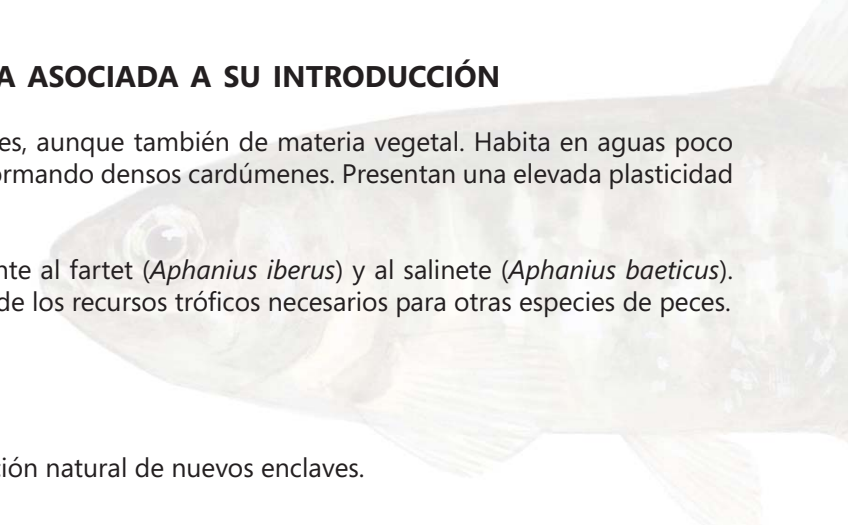 A ASOCIADA A SU INTRODUCCIÓN
es, aunque también de materia vegetal. Habita en aguas poco
ormando densos cardúmenes. Presentan una elevada plasticidad
nte al fartet (Aphanius iberus) y al salinete (Aphanius baeticus).
de los recursos tróficos necesarios para otras especies de peces.
ción natural de nuevos enclaves.